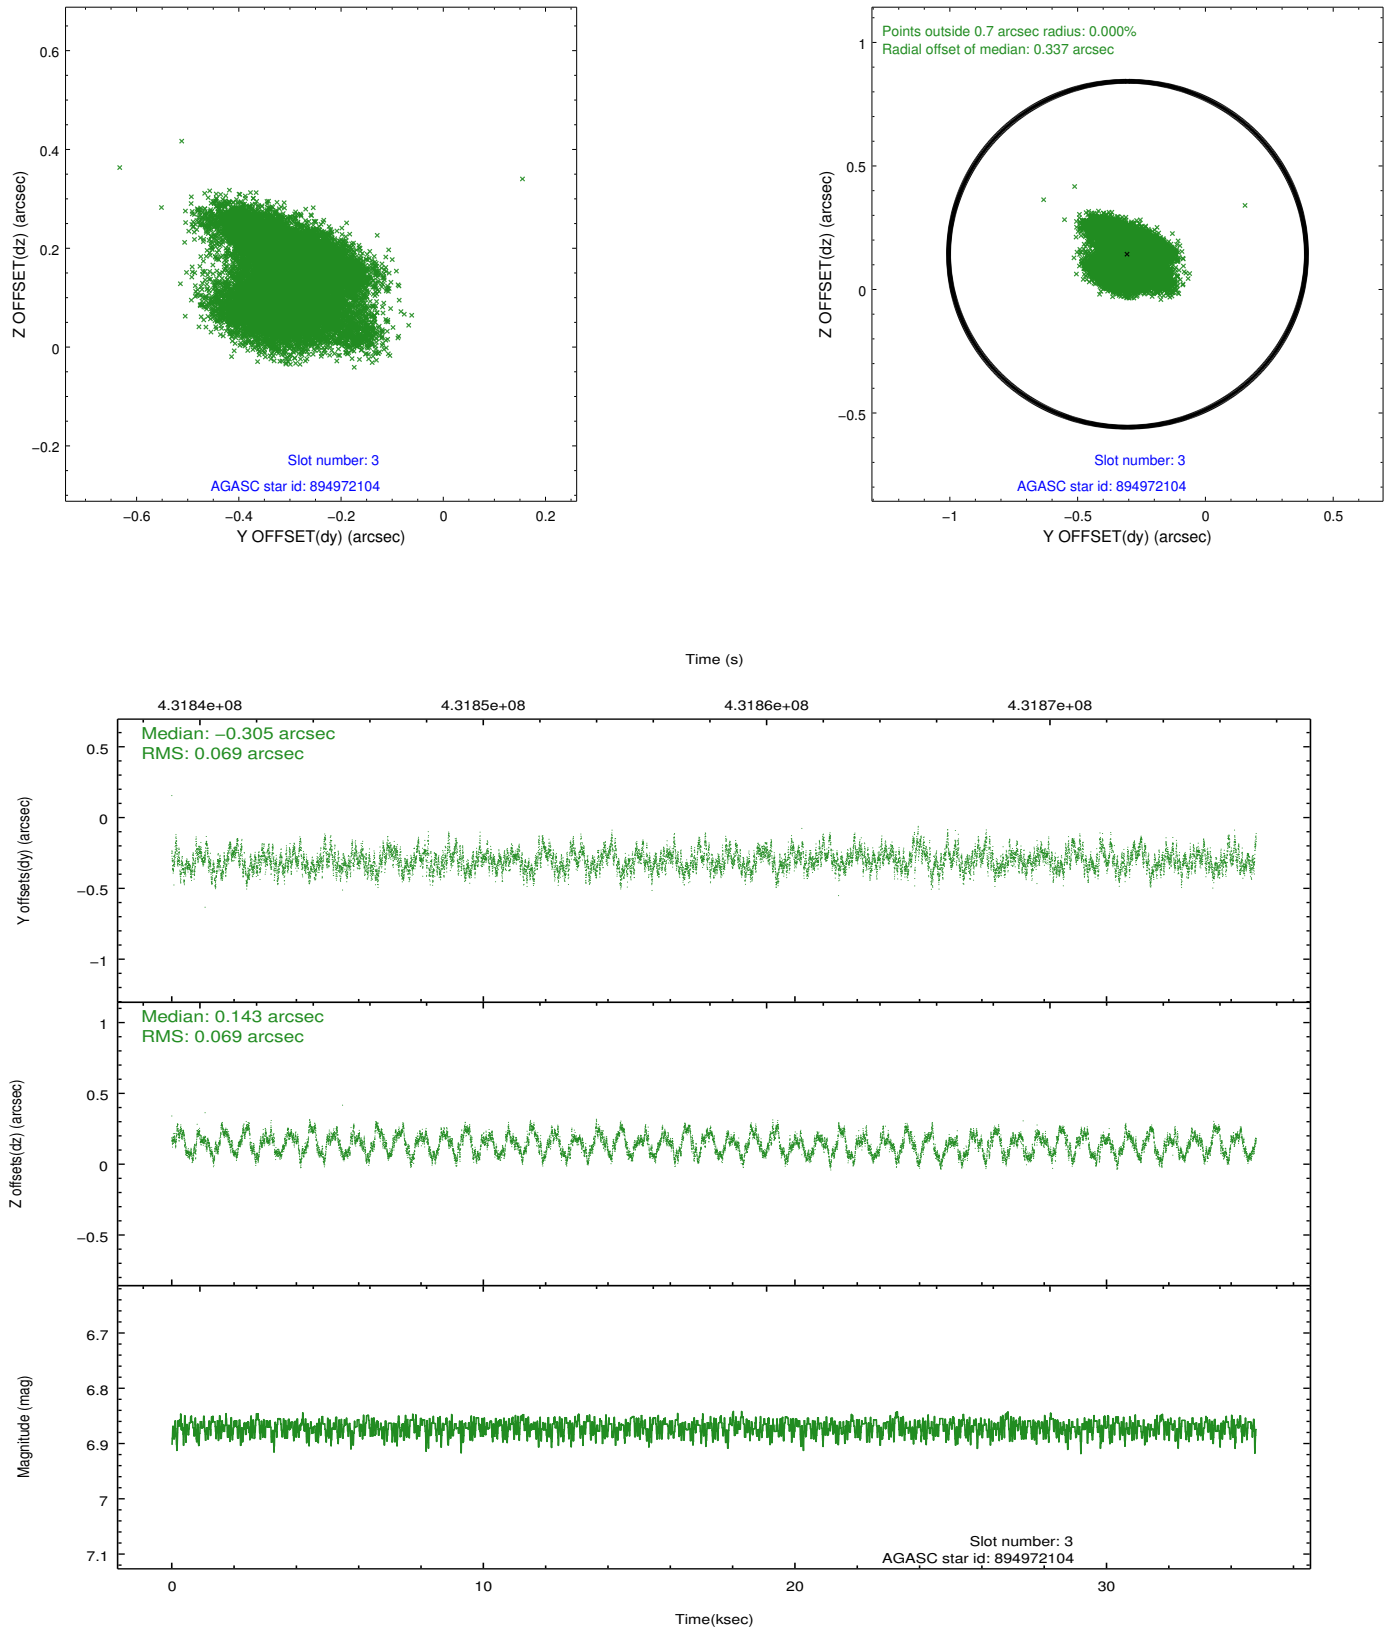 0.6
0.4
0.2
0
−0.2
Z OFFSET(dz) (arcsec)
Slot number: 3
AGASC star id: 894972104
−0.6
−0.4
−0.2
0
0.2
Y OFFSET(dy) (arcsec)
Points outside 0.7 arcsec radius: 0.000%
Radial offset of median: 0.337 arcsec
1
0.5
0
−0.5
Z OFFSET(dz) (arcsec)
Slot number: 3
AGASC star id: 894972104
−1
−0.5
0
0.5
Y OFFSET(dy) (arcsec)
Time (s)
4.3184e+08
4.3185e+08
4.3186e+08
4.3187e+08
Median: −0.305 arcsec
RMS: 0.069 arcsec
0.5
0
−0.5
−1
Y offsets(dy) (arcsec)
Median: 0.143 arcsec
RMS: 0.069 arcsec
1
0.5
0
−0.5
Z offsets(dz) (arcsec)
6.7
6.8
6.9
7
7.1
Magnitude (mag)
Slot number: 3
AGASC star id: 894972104
0
10
20
30
Time(ksec)